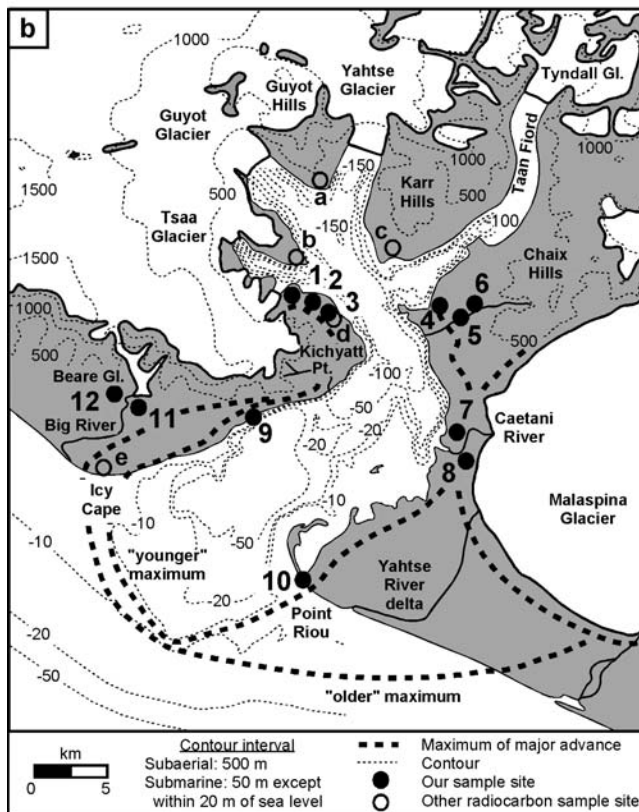 b
1000
Guyot
Hills
Yahtse
Glacier
Tyndall Gl.
Guyot
Glacier
-150
1000
Taan Fiord
1000
1500
a
Karr
Hills
500
500
-100
Tsaa
Glacier
-150
c
b
1500
1
2
3
6
Chaix
Hills
4
5
d
1000
Kichyatt
Pt.
500
500
Beare Gl.
12
11
-50
7
Caetani
River
Big River
9
-20
-20
8
e
Icy
Cape
-10
Malaspina
Glacier
-10
-10
"younger"
maximum
-50
10
Yahtse
River
delta
-20
-20
Point
Riou
-50
"older" maximum
km
0
5
Contour interval
Subaerial: 500 m
Submarine: 50 m except
within 20 m of sea level
Maximum of major advance
Contour
Our sample site
Other radiocarbon sample site